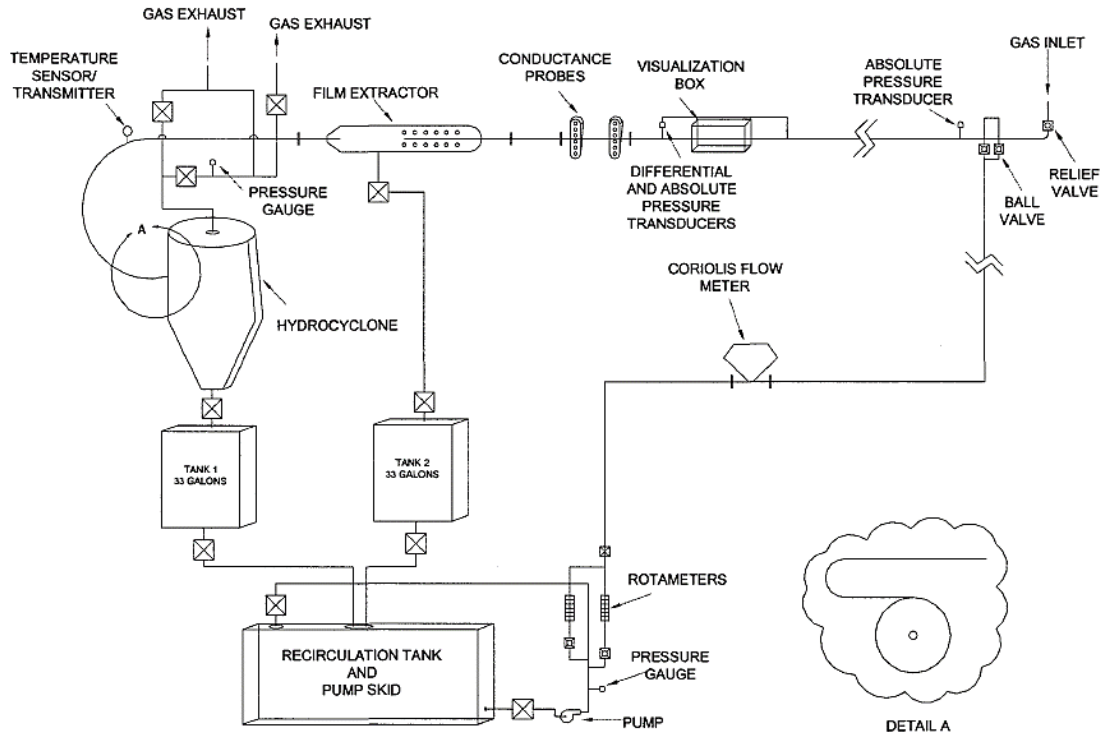 GAS EXHAUST
GAS EXHAUST
TEMPERATURE
SENSOR/
TRANSMITTER
FILM EXTRACTOR
CONDUCTANCE
PROBES
VISUALIZATION
BOX
ABSOLUTE
PRESSURE
TRANSDUCER
GAS INLET
PRESSURE
GAUGE
DIFFERENTIAL
AND ABSOLUTE
PRESSURE
TRANSDUCERS
BALL
VALVE
RELIEF
VALVE
A
HYDROCYCLONE
CORIOLIS FLOW
METER
TANK 1
33 GALONS
TANK 2
33 GALONS
ROTAMETERS
RECIRCULATION TANK
AND
PUMP SKID
PRESSURE
GAUGE
PUMP
DETAIL A